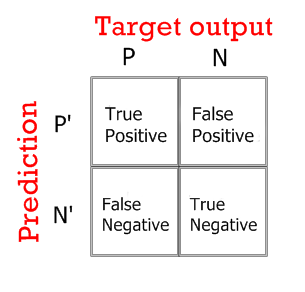 Target output
P N
Prediction
P'
True Positive
False Positive
N'
False Negative
True Negative